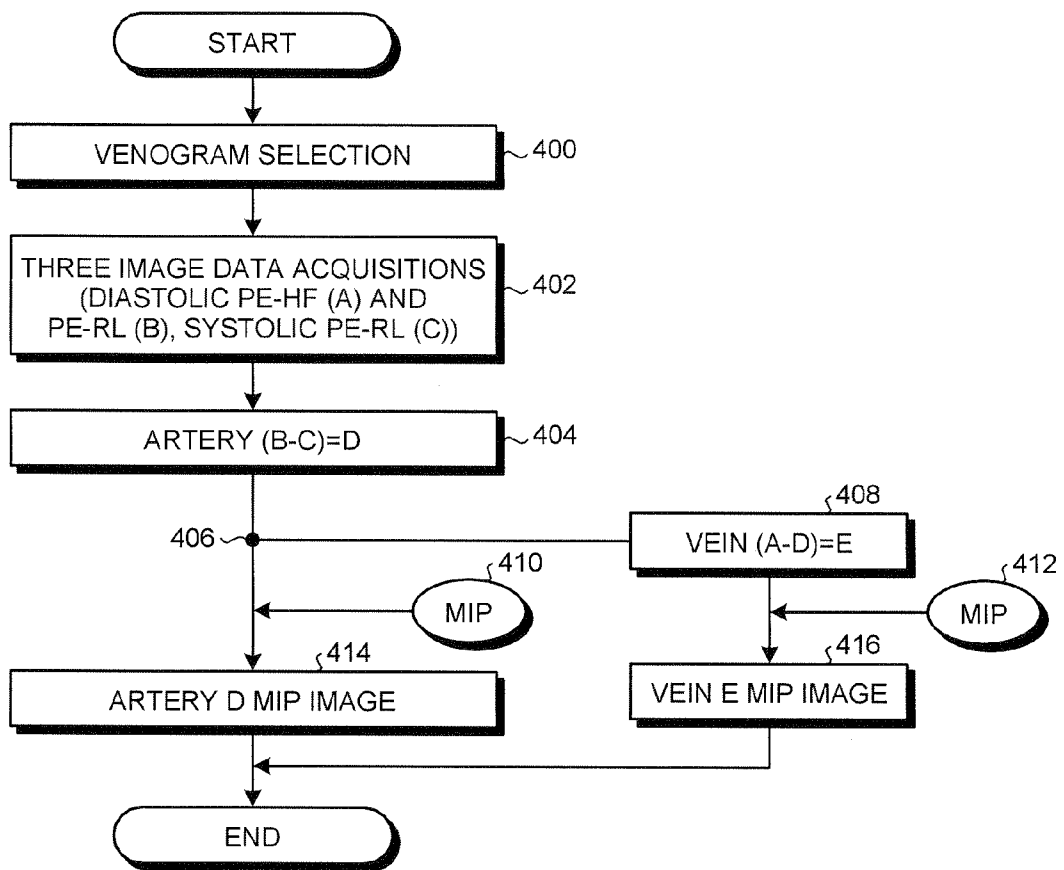 START
VENOGRAM SELECTION
400
THREE IMAGE DATA ACQUISITIONS
(DIASTOLIC PE-HF (A) AND
PE-RL (B), SYSTOLIC PE-RL (C))
402
ARTERY (B-C)=D
404
406
408
VEIN (A-D)=E
410
MIP
412
MIP
414
ARTERY D MIP IMAGE
416
VEIN E MIP IMAGE
END